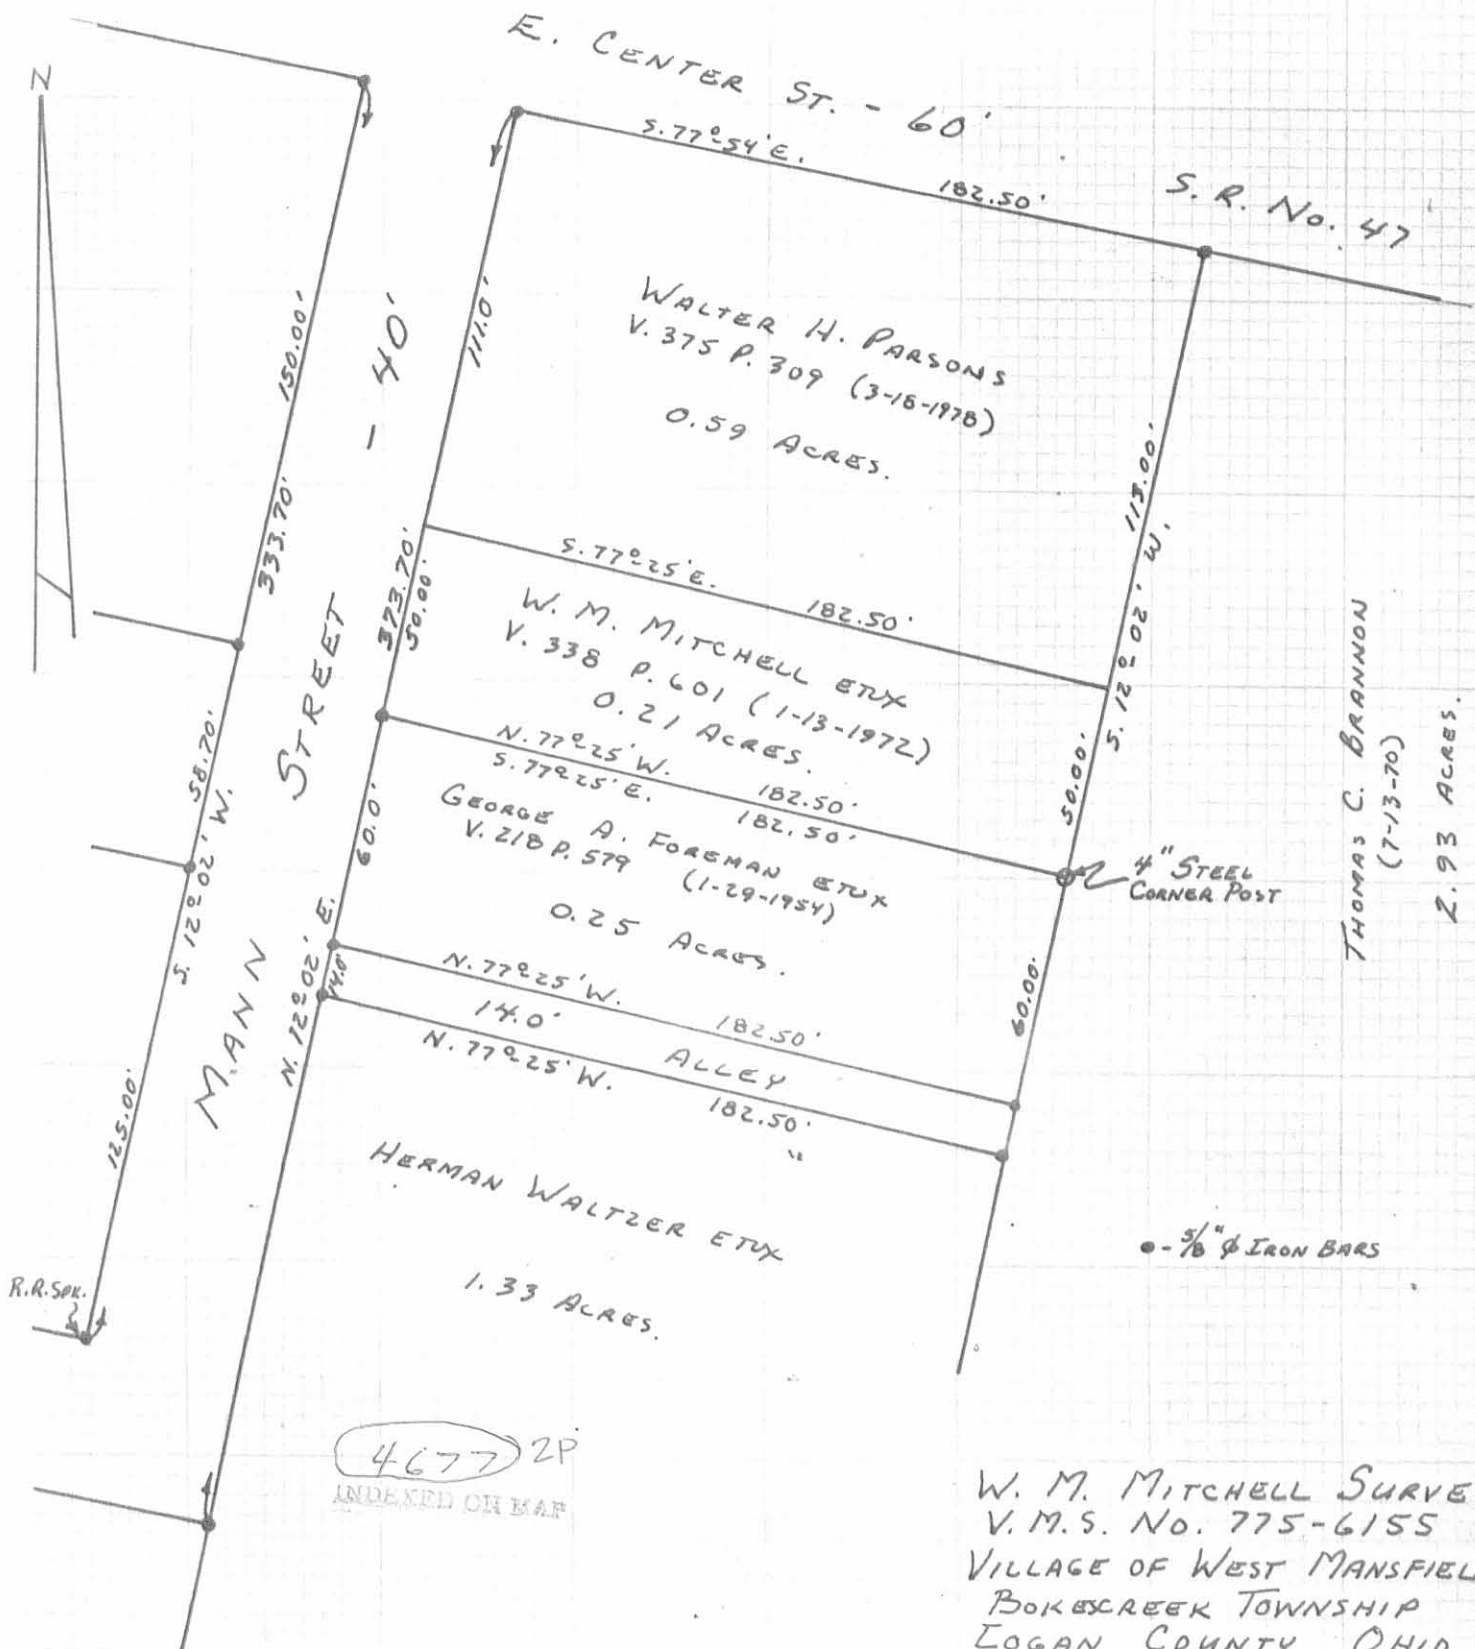 N
E. CENTER ST. - 60'
S. 77°-54' E.
182.50'
S. R. No. 47
150.00'
333.70'
58.70'
S. 12°-02' W.
125.00'
R.R. SPK.
MANN STREET - 40'
111.0'
373.70'
50.00'
60.0'
N. 12°-02' E.
14.0'
WALTER H. PARSONS
V. 375 P. 309 (3-18-1978)
0.59 ACRES.
113.00'
S. 12°-02' W.
S. 77°-25' E.
182.50'
W. M. MITCHELL ETUX
V. 338 P. 601 (1-13-1972)
0.21 ACRES.
50.00'
N. 77°-25' W.
182.50'
S. 77°-25' E.
182.50'
GEORGE A. FOREMAN ETUX
V. 218 P. 579 (1-29-1954)
0.25 ACRES.
4" STEEL
CORNER POST
60.00'
THOMAS C. BRANNON
(7-13-70)
2.93 ACRES.
N. 77°-25' W.
182.50'
14.0' ALLEY
N. 77°-25' W.
182.50'
HERMAN WALTZER ETUX
1.33 ACRES.
- 5/8" ϕ IRON BARS
4677 2P
INDEXED ON MAP
W. M. MITCHELL SURVE
V. M. S. No. 775-6155
VILLAGE OF WEST MANSFIEL
BOKESCREEK TOWNSHIP
LOGAN COUNTY, OHIO